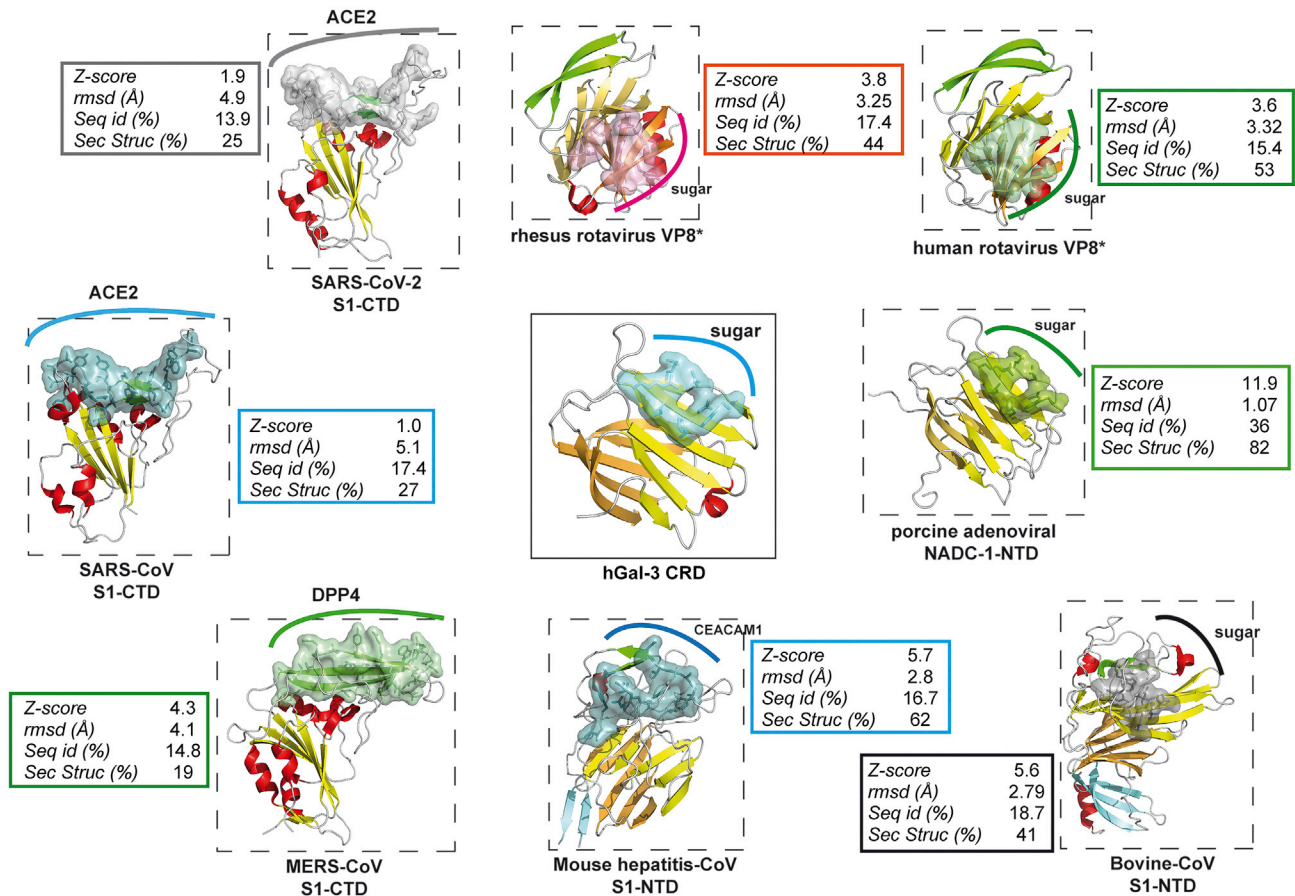 ACE2
Z-score 1.9
rmsd (Å) 4.9
Seq id (%) 13.9
Sec Struc (%) 25
SARS-CoV-2
S1-CTD
sugar
rhesus rotavirus VP8*
Z-score 3.8
rmsd (Å) 3.25
Seq id (%) 17.4
Sec Struc (%) 44
sugar
human rotavirus VP8*
Z-score 3.6
rmsd (Å) 3.32
Seq id (%) 15.4
Sec Struc (%) 53
ACE2
SARS-CoV
S1-CTD
Z-score 1.0
rmsd (Å) 5.1
Seq id (%) 17.4
Sec Struc (%) 27
sugar
hGal-3 CRD
sugar
porcine adenoviral
NADC-1-NTD
Z-score 11.9
rmsd (Å) 1.07
Seq id (%) 36
Sec Struc (%) 82
DPP4
Z-score 4.3
rmsd (Å) 4.1
Seq id (%) 14.8
Sec Struc (%) 19
MERS-CoV
S1-CTD
CEACAM1
Z-score 5.7
rmsd (Å) 2.8
Seq id (%) 16.7
Sec Struc (%) 62
Mouse hepatitis-CoV
S1-NTD
sugar
Z-score 5.6
rmsd (Å) 2.79
Seq id (%) 18.7
Sec Struc (%) 41
Bovine-CoV
S1-NTD